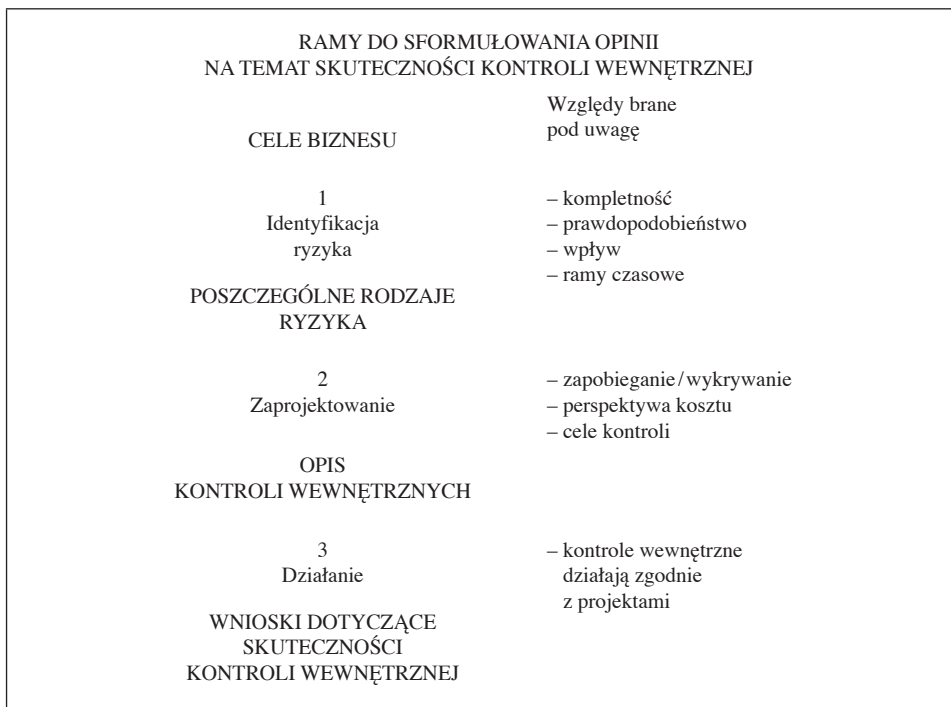 RAMY DO SFORMUŁOWANIA OPINII
NA TEMAT SKUTECZNOŚCI KONTROLI WEWNĘTRZNEJ
Względy brane
pod uwagę
CELE BIZNESU
1
Identyfikacja
ryzyka
– kompletność
– prawdopodobieństwo
– wpływ
– ramy czasowe
POSZCZEGÓLNE RODZAJE
RYZYKA
2
Zaprojektowanie
– zapobieganie/wykrywanie
– perspektywa kosztu
– cele kontroli
OPIS
KONTROLI WEWNĘTRZNYCH
3
Działanie
– kontrole wewnętrzne
działają zgodnie
z projektami
WNIOSKI DOTYCZĄCE
SKUTECZNOŚCI
KONTROLI WEWNĘTRZNEJ